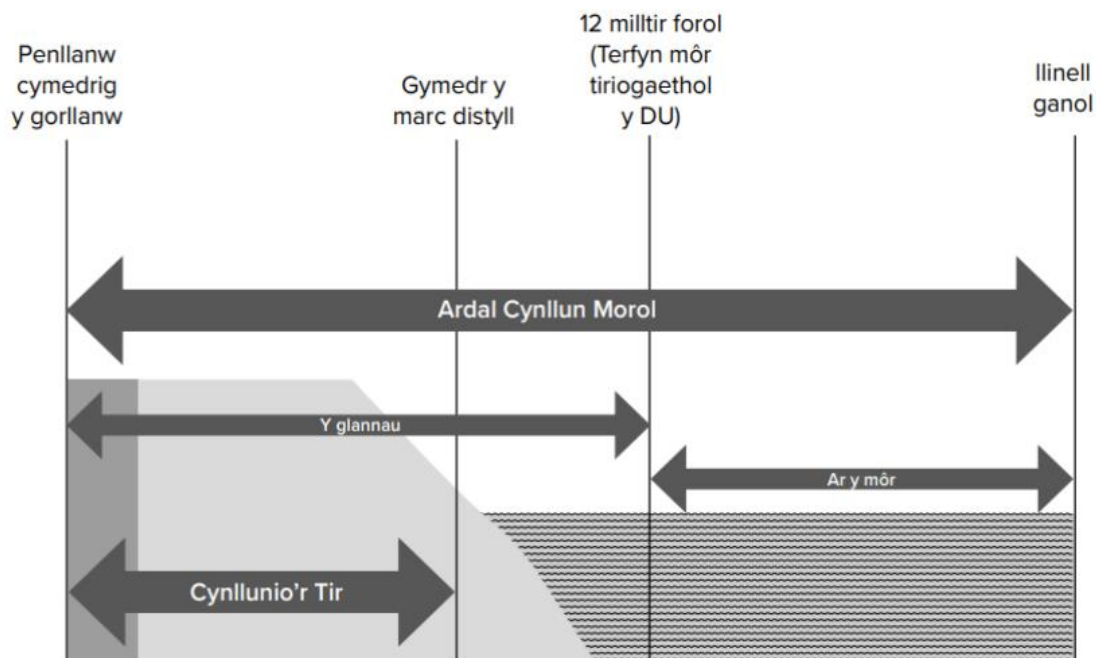 Penllanw
cymedrig
y gorllanw
Gymedr y
marc distyll
12 milltir forol
(Terfyn môr
tiriogaethol
y DU)
llinell
ganol
Ardal Cynllun Morol
Y glannau
Ar y môr
Cynllunio’r Tir